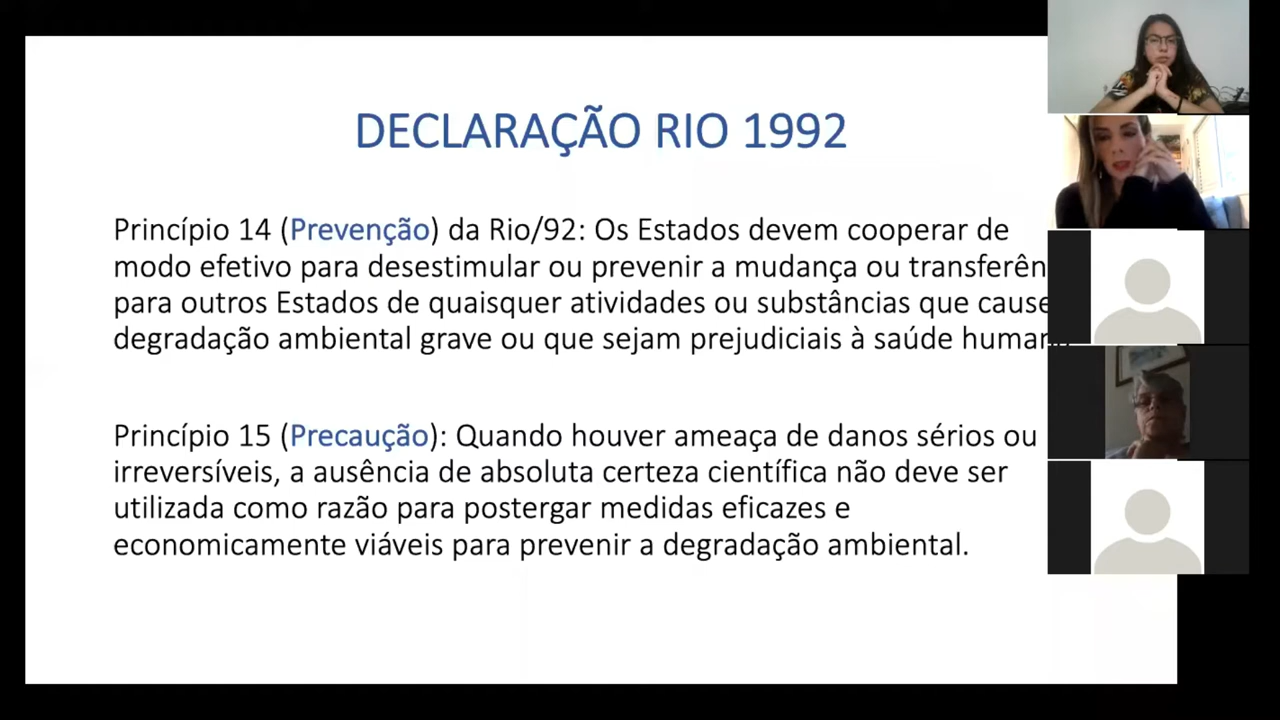 DECLARAÇÃO RIO 1992
Princípio 14 (Prevenção) da Rio/92: Os Estados devem cooperar de
modo efetivo para desestimular ou prevenir a mudança ou
para outros Estados de quaisquer atividades ou substâncias que
degradação ambiental grave ou que sejam prejudiciais à saúde
Princípio 15 (Precaução): Quando houver ameaça de danos sérios ou
irreversíveis, a ausência de absoluta certeza científica não deve ser
utilizada como razão para postergar medidas eficazes e
economicamente viáveis para prevenir a degradação ambiental.